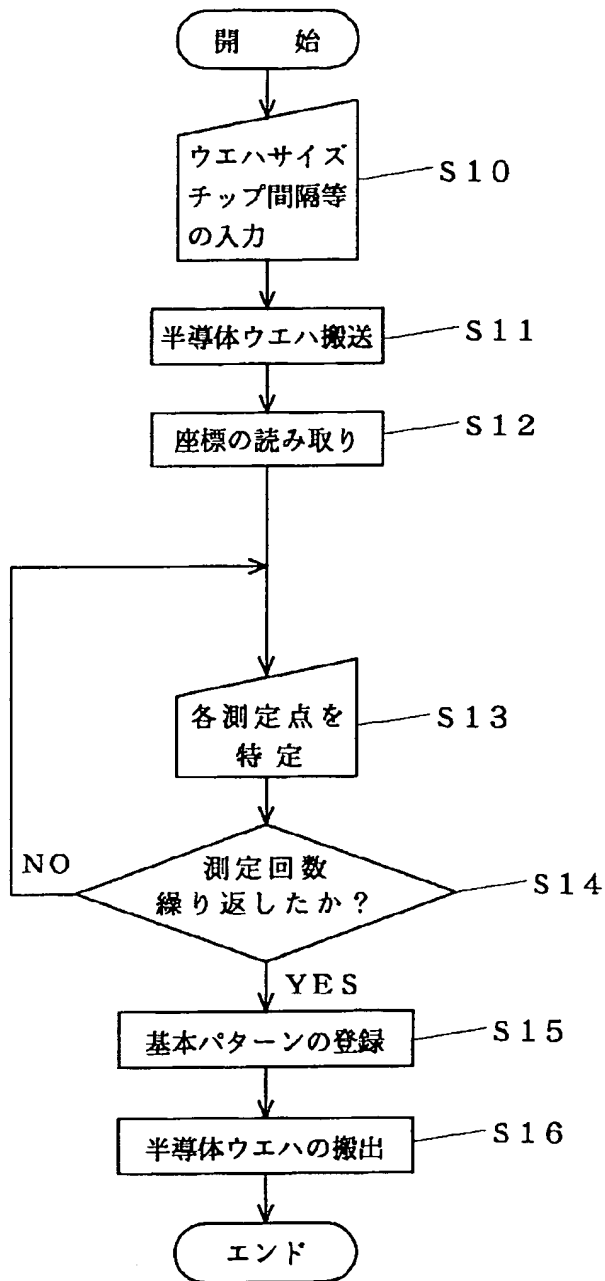 開 始
ウエハサイズ
チップ間隔等
の入力
S10
半導体ウエハ搬送
S11
座標の読み取り
S12
各測定点を
特 定
S13
測定回数
繰り返したか?
S14
NO
YES
基本パターンの登録
S15
半導体ウエハの搬出
S16
エンド